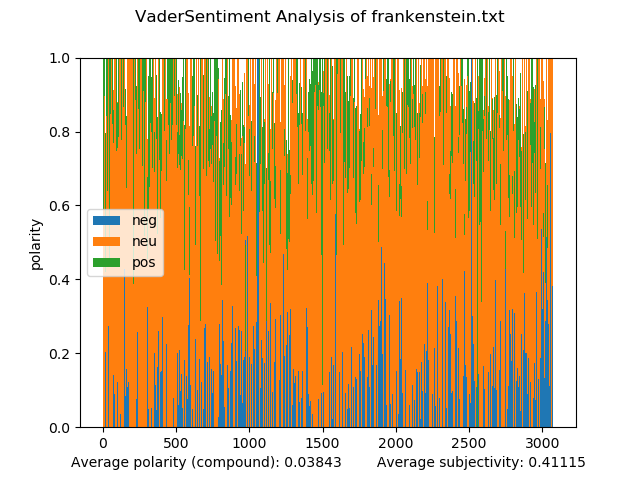 VaderSentiment Analysis of frankenstein.txt
1.0
0.8
0.6
0.4
0.2
0.0
polarity
neg
neu
pos
0 500 1000 1500 2000 2500 3000
Average polarity (compound): 0.03843 Average subjectivity: 0.41115